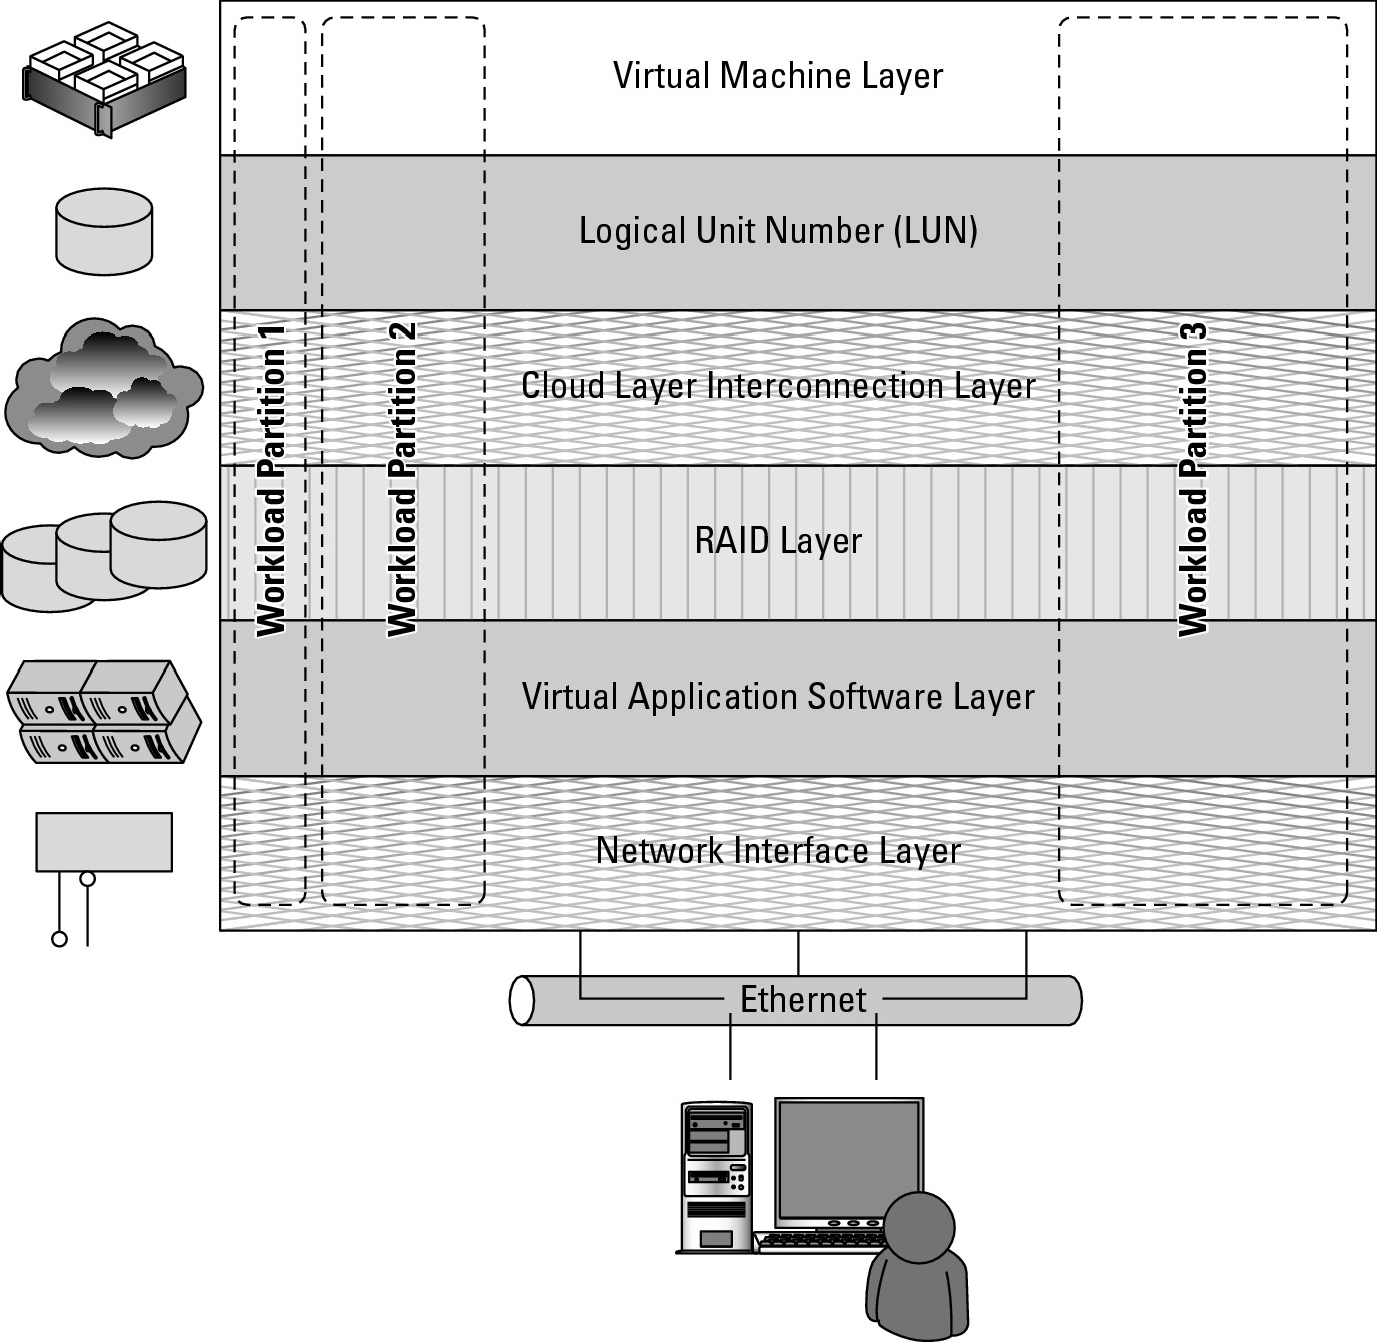 Virtual Machine Layer
Logical Unit Number (LUN)
Cloud Layer Interconnection Layer
RAID Layer
Virtual Application Software Layer
Network Interface Layer
Workload Partition 1
Workload Partition 2
Workload Partition 3
Ethernet